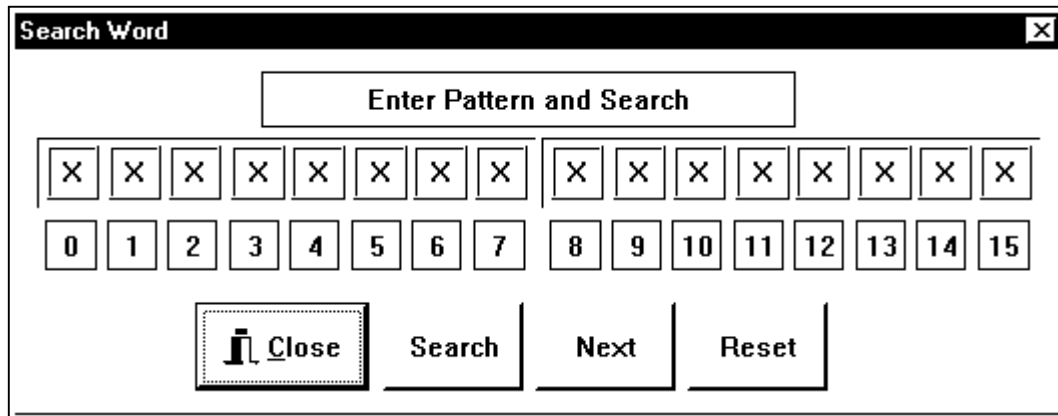 Search Word
Enter Pattern and Search
X X X X X X X X X X X X X X X X
0 1 2 3 4 5 6 7 8 9 10 11 12 13 14 15
Close Search Next Reset